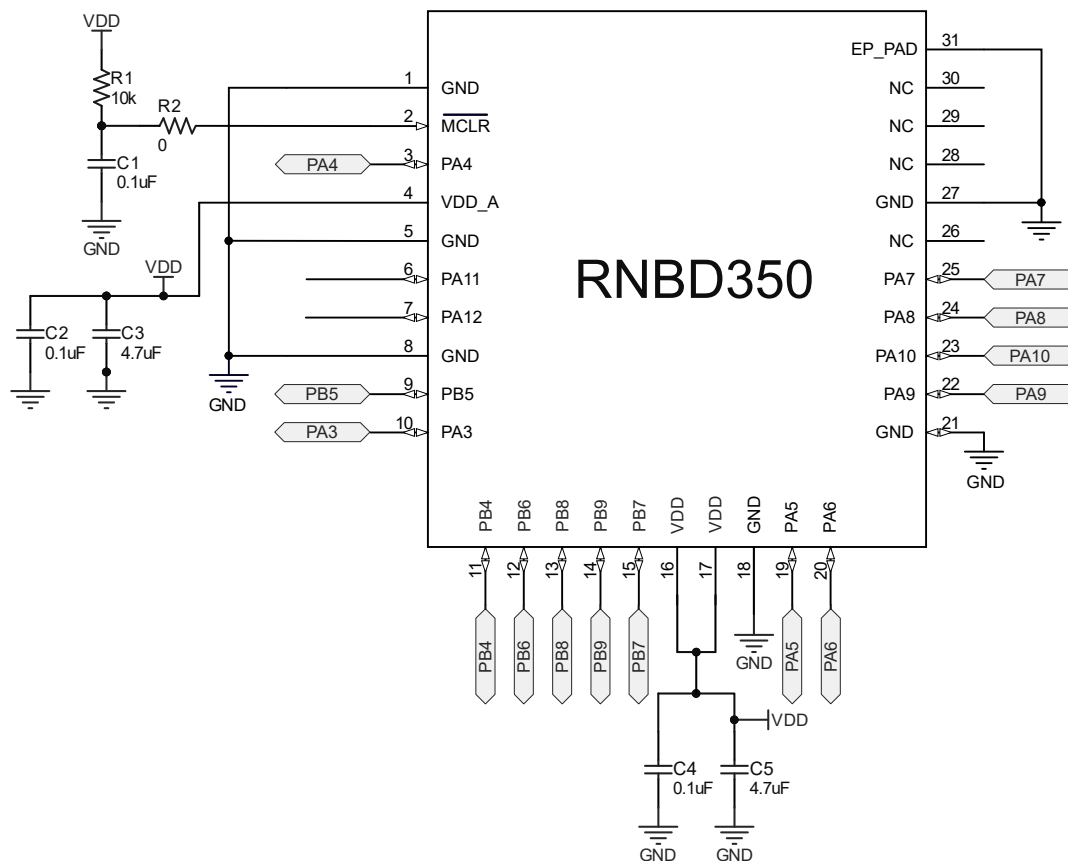 VDD
R1
10k
R2
0
C1
0.1uF
GND
VDD
C2
0.1uF
C3
4.7uF
GND
1 GND
2 MCLR
PA4 3 PA4
4 VDD_A
5 GND
6 PA11
7 PA12
8 GND
PB5 9 PB5
PA3 10 PA3
RNBD350
EP_PAD 31
NC 30
NC 29
NC 28
GND 27
NC 26
PA7 25 PA7
PA8 24 PA8
PA10 23 PA10
PA9 22 PA9
GND 21
GND
PB4 PB6 PB8 PB9 PB7 VDD VDD GND PA5 PA6
11 12 13 14 15 16 17 18 19 20
PB4 PB6 PB8 PB9 PB7 GND PA5 PA6
VDD
C4
0.1uF
C5
4.7uF
GND
GND